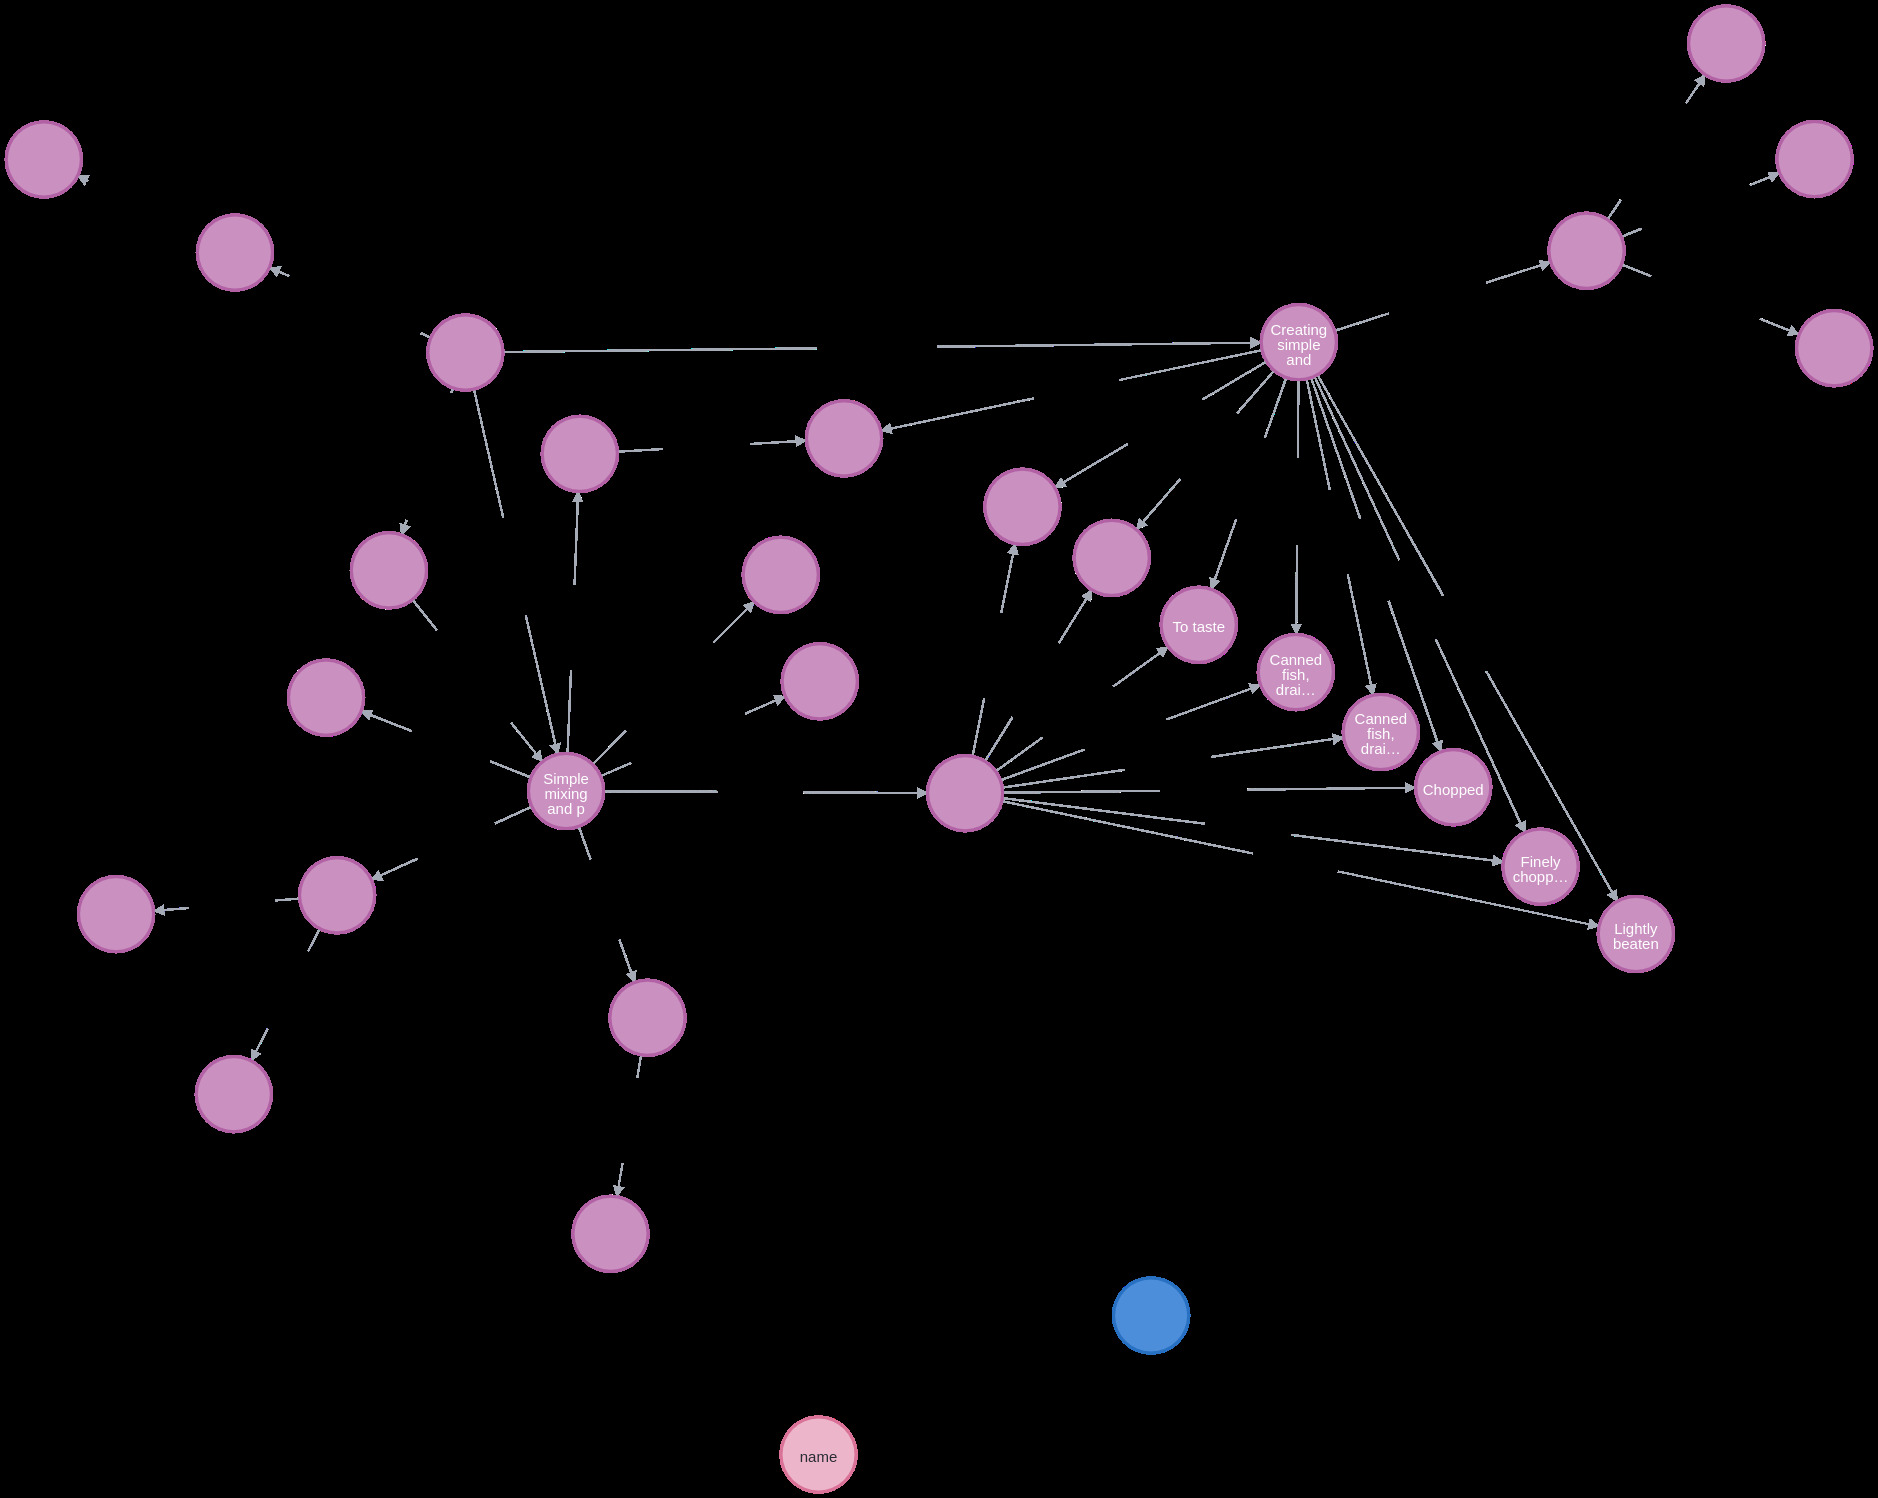 Creating
simple
and
To taste
Canned
fish,
drai…
Canned
fish,
drai…
Simple
mixing
and p
Chopped
Finely
chopp…
Lightly
beaten
name